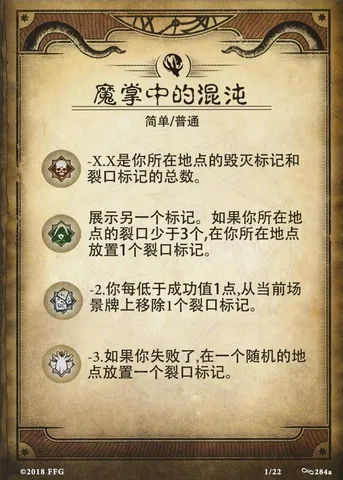 魔掌中的混沌
简单/普通
-X.X是你所在地点的毁灭标记和
裂口标记的总数。
展示另一个标记。如果你所在地
点的裂口少于3个,在你所在地点
放置1个裂口标记。
-2.你每低于成功值1点,从当前场
景牌上移除1个裂口标记。
-3.如果你失败了,在一个随机的地
点放置一个裂口标记。
©2018 FFG
1/22
284a